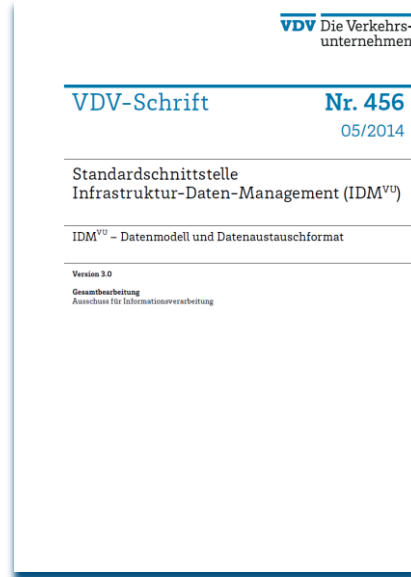 VDV Die Verkehrs-
unternehmen
VDV-Schrift Nr. 456
05/2014
Standardschnittstelle
Infrastruktur-Daten-Management (IDMᵛᵁ)
IDMᵛᵁ – Datenmodell und Datenaustauschformat
Version 3.0
Gesamtbearbeitung
Ausschuss für Informationsverarbeitung